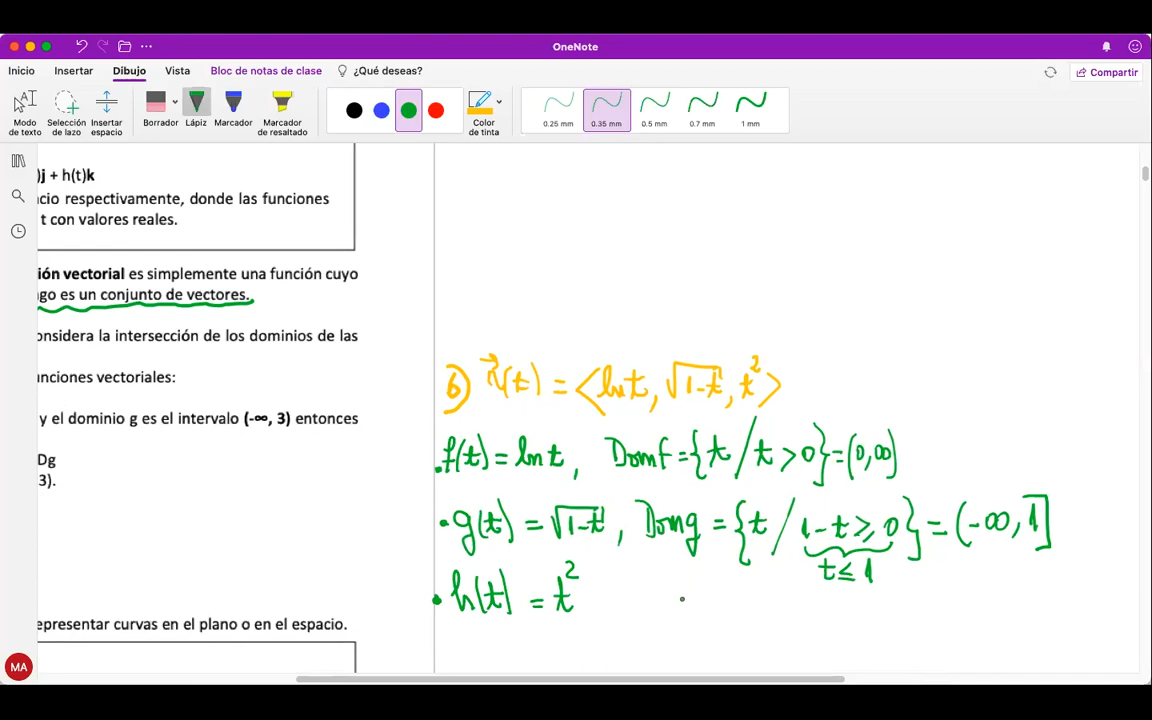 OneNote
Inicio Insertar Dibujo Vista Bloc de notas de clase ¿Qué deseas? Compartir
Modo de texto Selección de lazo Insertar espacio Borrador Lápiz Marcador Marcador de resaltado Color de tinta 0.25 mm 0.35 mm 0.5 mm 0.7 mm 1 mm
)j + h(t)k
cio respectivamente, donde las funciones
t con valores reales.
ión vectorial es simplemente una función cuyo
go es un conjunto de vectores.
onsidera la intersección de los dominios de las
unciones vectoriales:
y el dominio g es el intervalo (-∞, 3) entonces
Dg
3).
epresentar curvas en el plano o en el espacio.
MA
b) r⃗(t) = <ln t, √1-t, t²>
• f(t) = ln t, Dom f = {t / t > 0} = (0, ∞)
• g(t) = √1-t, Dom g = {t / 1-t ≥ 0} = (-∞, 1]
t ≤ 1
• h(t) = t²